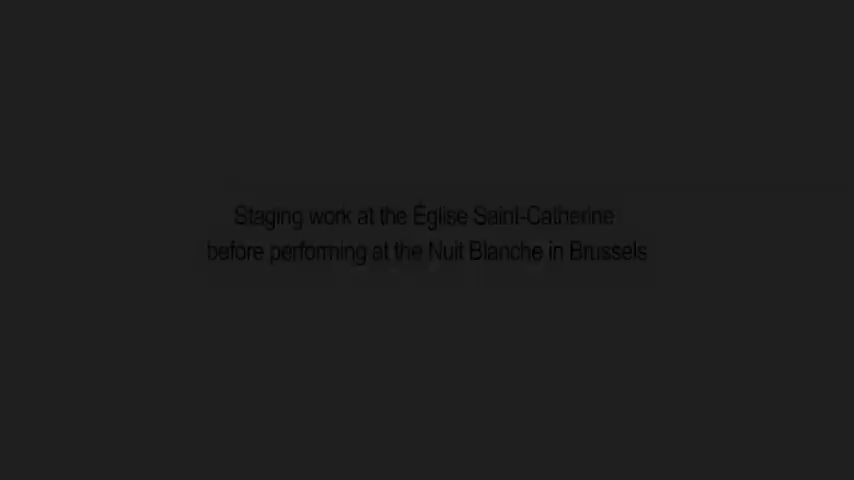 Staging work at the Église Saint-Catherine
before performing at the Nuit Blanche in Brussels